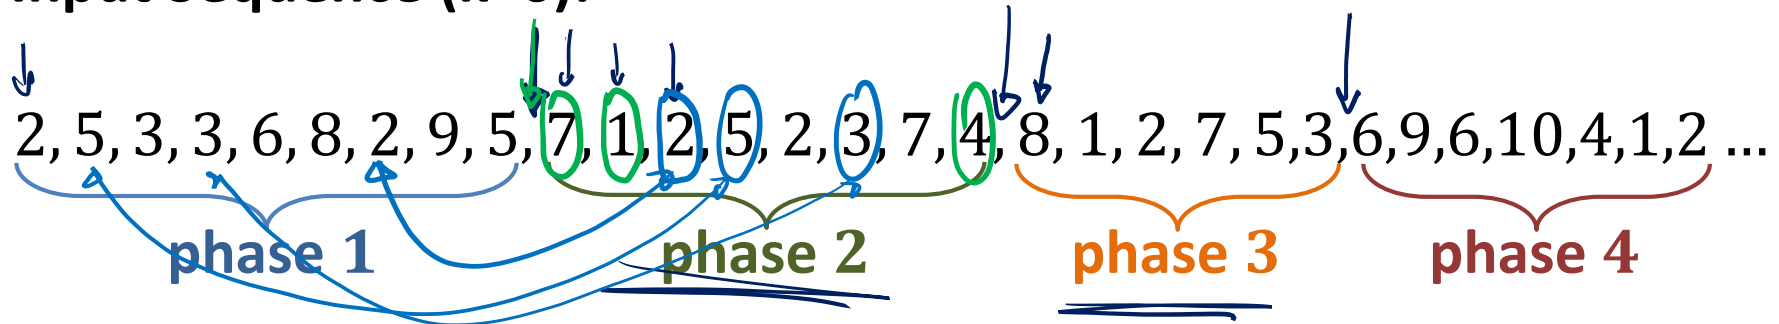 2, 5, 3, 3, 6, 8, 2, 9, 5, 7, 1, 2, 5, 2, 3, 7, 4, 8, 1, 2, 7, 5,3,6,9,6,10,4,1,2 ...
phase 1 phase 2 phase 3 phase 4